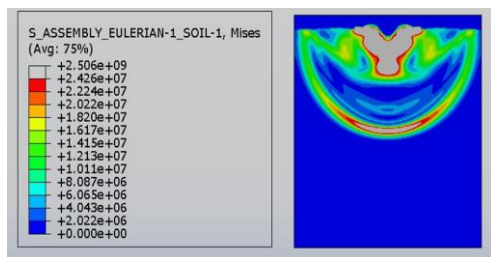 S_ASSEMBLY_EULERIAN-1_SOIL-1, Mises
(Avg: 75%)
+2.506e+09
+2.426e+07
+2.224e+07
+2.022e+07
+1.820e+07
+1.617e+07
+1.415e+07
+1.213e+07
+1.011e+07
+8.087e+06
+6.065e+06
+4.043e+06
+2.022e+06
+0.000e+00